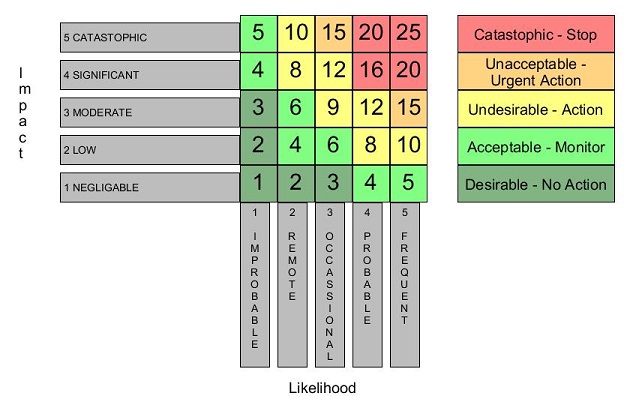 5 CATASTOPHIC 5 10 15 20 25 Catastophic - Stop
4 SIGNIFICANT 4 8 12 16 20 Unacceptable -
Urgent Action
Impact
3 MODERATE 3 6 9 12 15 Undesirable - Action
2 LOW 2 4 6 8 10 Acceptable - Monitor
1 NEGLIGABLE 1 2 3 4 5 Desirable - No Action
1 IMPROBABLE
2 REMOTE
3 OCCASSIONAL
4 PROBABLE
5 FREQUENT
Likelihood